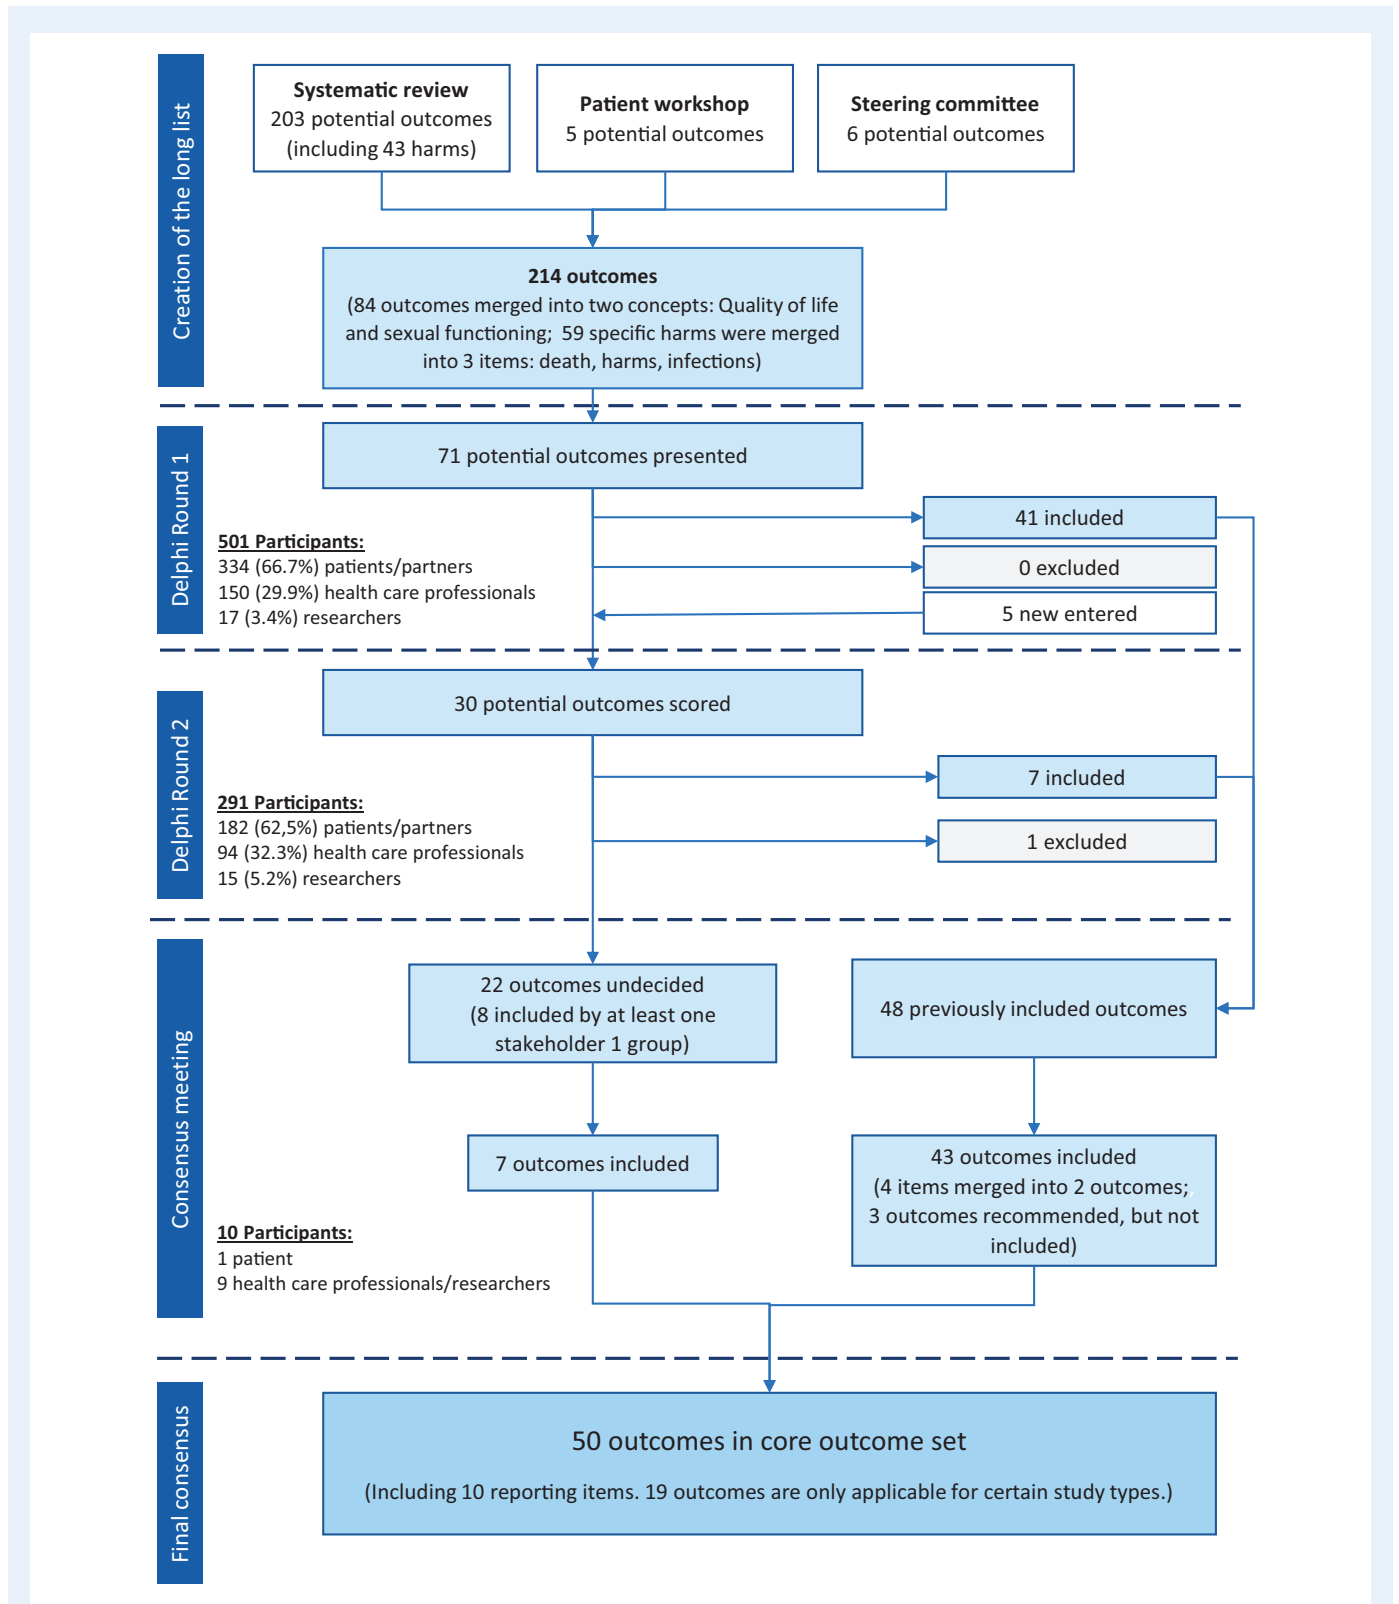 Creation of the long list
Systematic review
203 potential outcomes
(including 43 harms)
Patient workshop
5 potential outcomes
Steering committee
6 potential outcomes
214 outcomes
(84 outcomes merged into two concepts: Quality of life
and sexual functioning; 59 specific harms were merged
into 3 items: death, harms, infections)
Delphi Round 1
71 potential outcomes presented
501 Participants:
334 (66.7%) patients/partners
150 (29.9%) health care professionals
17 (3.4%) researchers
41 included
0 excluded
5 new entered
Delphi Round 2
30 potential outcomes scored
291 Participants:
182 (62,5%) patients/partners
94 (32.3%) health care professionals
15 (5.2%) researchers
7 included
1 excluded
Consensus meeting
22 outcomes undecided
(8 included by at least one
stakeholder 1 group)
48 previously included outcomes
7 outcomes included
43 outcomes included
(4 items merged into 2 outcomes;
3 outcomes recommended, but not
included)
10 Participants:
1 patient
9 health care professionals/researchers
Final consensus
50 outcomes in core outcome set
(Including 10 reporting items. 19 outcomes are only applicable for certain study types.)